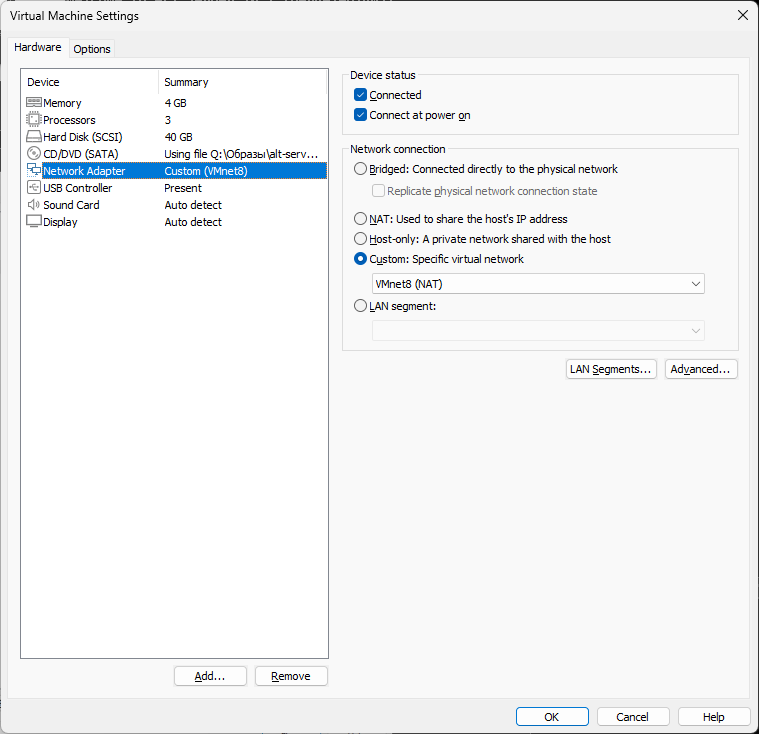 Virtual Machine Settings
Hardware Options
Device Summary
Memory 4 GB
Processors 3
Hard Disk (SCSI) 40 GB
CD/DVD (SATA) Using file Q:\Образы\alt-serv...
Network Adapter Custom (VMnet8)
USB Controller Present
Sound Card Auto detect
Display Auto detect
Add... Remove
Device status
Connected
Connect at power on
Network connection
Bridged: Connected directly to the physical network
Replicate physical network connection state
NAT: Used to share the host's IP address
Host-only: A private network shared with the host
Custom: Specific virtual network
VMnet8 (NAT)
LAN segment:
LAN Segments... Advanced...
OK Cancel Help